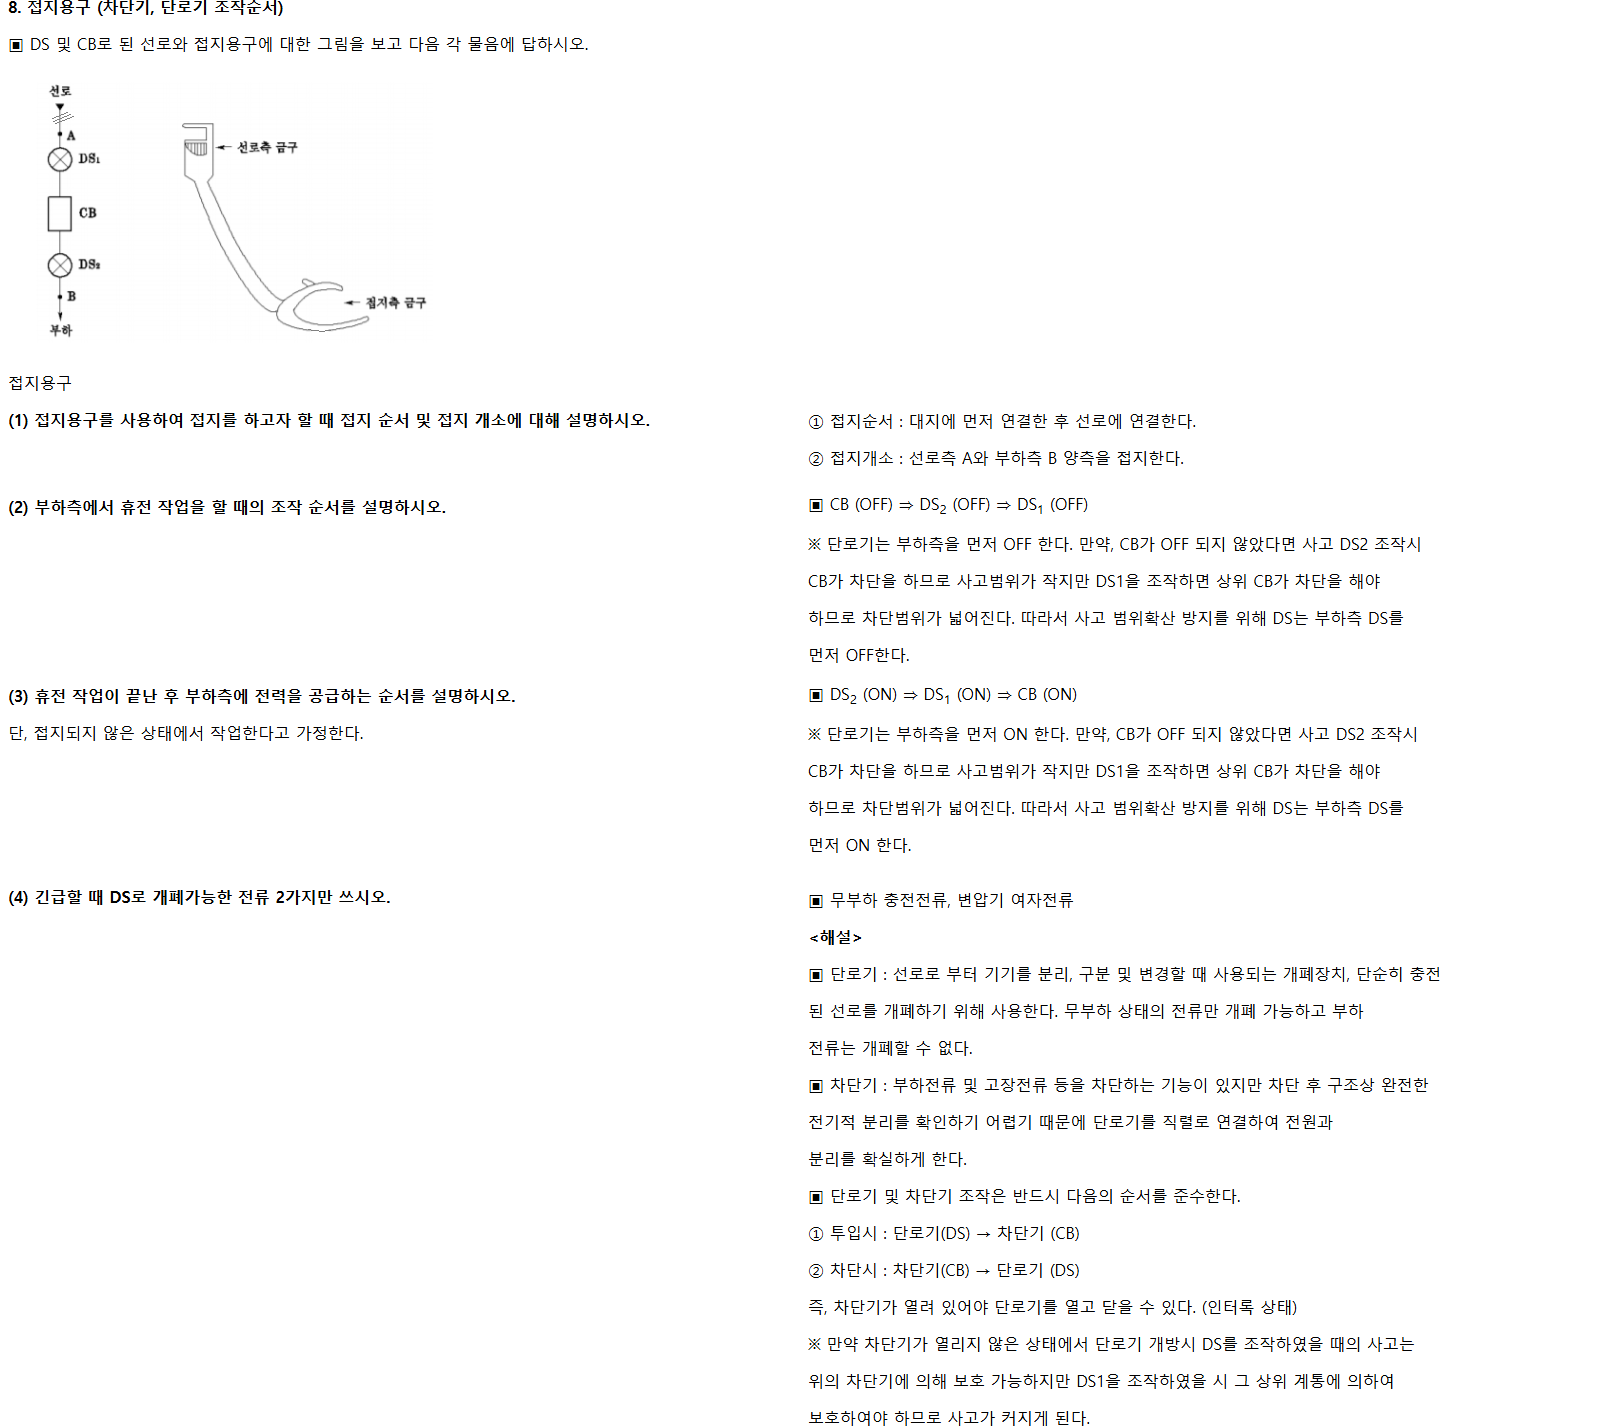 8. 접지용구 (차단기, 단로기 조작순서)
▣ DS 및 CB로 된 선로와 접지용구에 대한 그림을 보고 다음 각 물음에 답하시오.
선로
A
DS₁
CB
DS₂
B
부하
선로측 금구
접지측 금구
접지용구
(1) 접지용구를 사용하여 접지를 하고자 할 때 접지 순서 및 접지 개소에 대해 설명하시오.
① 접지순서 : 대지에 먼저 연결한 후 선로에 연결한다.
② 접지개소 : 선로측 A와 부하측 B 양측을 접지한다.
(2) 부하측에서 휴전 작업을 할 때의 조작 순서를 설명하시오.
▣ CB (OFF) ⇒ DS₂ (OFF) ⇒ DS₁ (OFF)
※ 단로기는 부하측을 먼저 OFF 한다. 만약, CB가 OFF 되지 않았다면 사고 DS2 조작시
CB가 차단을 하므로 사고범위가 작지만 DS1을 조작하면 상위 CB가 차단을 해야
하므로 차단범위가 넓어진다. 따라서 사고 범위확산 방지를 위해 DS는 부하측 DS를
먼저 OFF한다.
(3) 휴전 작업이 끝난 후 부하측에 전력을 공급하는 순서를 설명하시오.
단, 접지되지 않은 상태에서 작업한다고 가정한다.
▣ DS₂ (ON) ⇒ DS₁ (ON) ⇒ CB (ON)
※ 단로기는 부하측을 먼저 ON 한다. 만약, CB가 OFF 되지 않았다면 사고 DS2 조작시
CB가 차단을 하므로 사고범위가 작지만 DS1을 조작하면 상위 CB가 차단을 해야
하므로 차단범위가 넓어진다. 따라서 사고 범위확산 방지를 위해 DS는 부하측 DS를
먼저 ON 한다.
(4) 긴급할 때 DS로 개폐가능한 전류 2가지만 쓰시오.
▣ 무부하 충전전류, 변압기 여자전류
<해설>
▣ 단로기 : 선로로 부터 기기를 분리, 구분 및 변경할 때 사용되는 개폐장치, 단순히 충전
된 선로를 개폐하기 위해 사용한다. 무부하 상태의 전류만 개폐 가능하고 부하
전류는 개폐할 수 없다.
▣ 차단기 : 부하전류 및 고장전류 등을 차단하는 기능이 있지만 차단 후 구조상 완전한
전기적 분리를 확인하기 어렵기 때문에 단로기를 직렬로 연결하여 전원과
분리를 확실하게 한다.
▣ 단로기 및 차단기 조작은 반드시 다음의 순서를 준수한다.
① 투입시 : 단로기(DS) → 차단기 (CB)
② 차단시 : 차단기(CB) → 단로기 (DS)
즉, 차단기가 열려 있어야 단로기를 열고 닫을 수 있다. (인터록 상태)
※ 만약 차단기가 열리지 않은 상태에서 단로기 개방시 DS를 조작하였을 때의 사고는
위의 차단기에 의해 보호 가능하지만 DS1을 조작하였을 시 그 상위 계통에 의하여
보호하여야 하므로 사고가 커지게 된다.